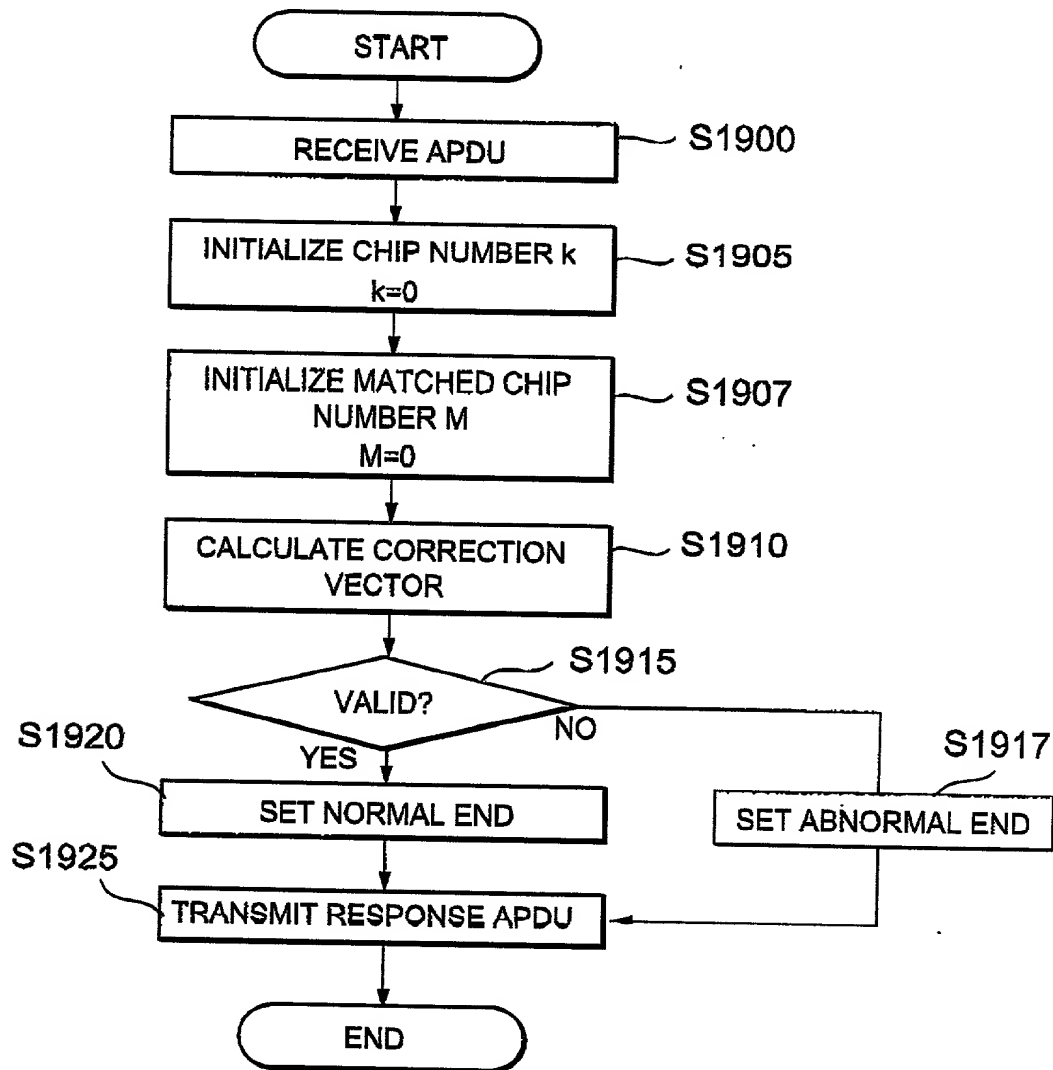 START
RECEIVE APDU
S1900
INITIALIZE CHIP NUMBER k
k=0
S1905
INITIALIZE MATCHED CHIP
NUMBER M
M=0
S1907
CALCULATE CORRECTION
VECTOR
S1910
S1915
VALID?
NO
YES
S1920
SET NORMAL END
S1917
SET ABNORMAL END
S1925
TRANSMIT RESPONSE APDU
END